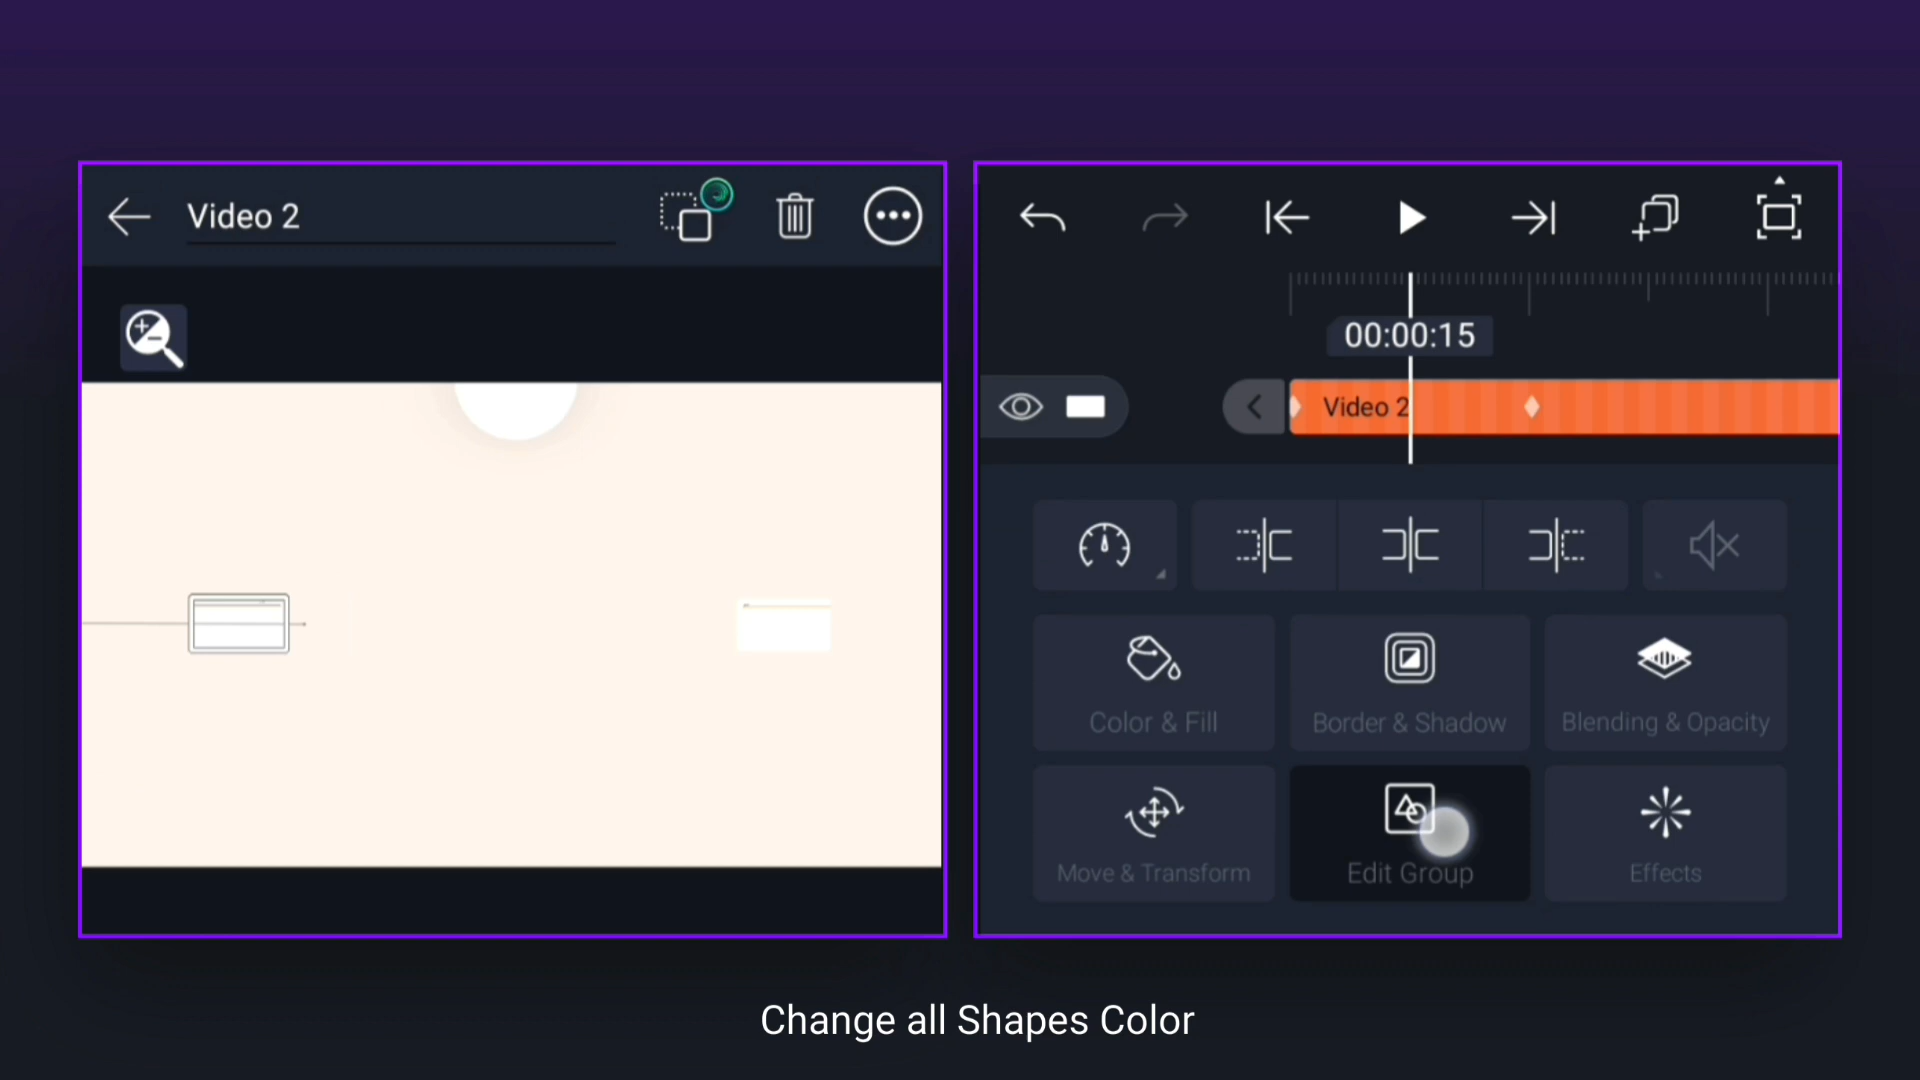 Video 2
00:00:15
Video 2
Color & Fill
Border & Shadow
Blending & Opacity
Move & Transform
Edit Group
Effects
Change all Shapes Color